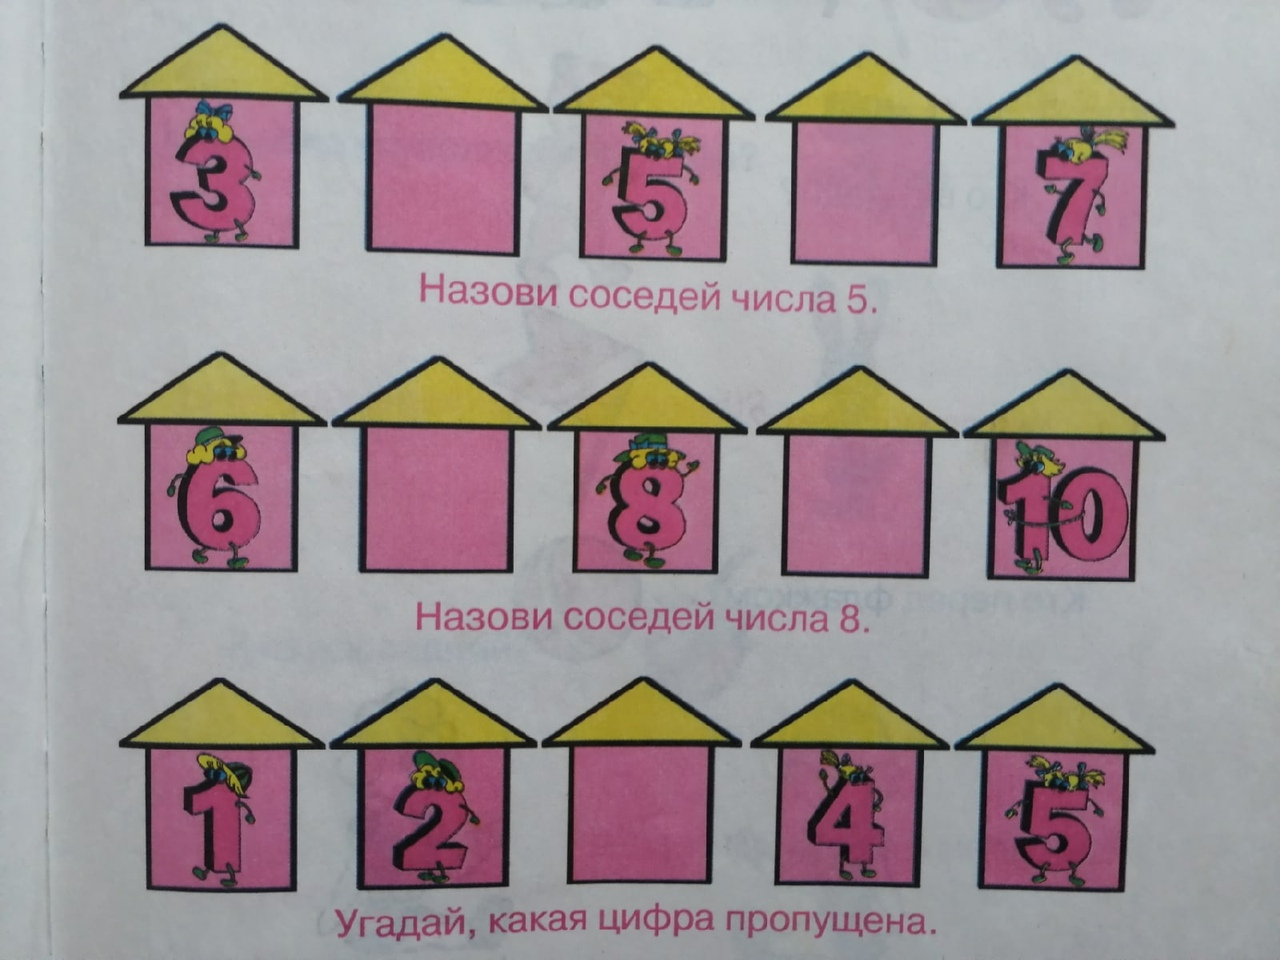 3 5 7
Назови соседей числа 5.
6 8 10
Назови соседей числа 8.
1 2 4 5
Угадай, какая цифра пропущена.